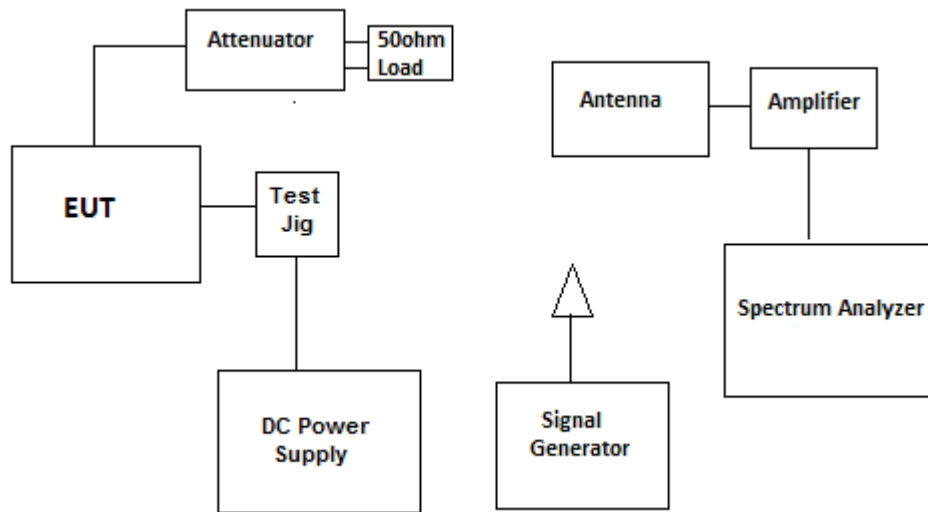 Attenuator
50ohm
Load
Antenna
Amplifier
EUT
Test
Jig
Spectrum Analyzer
DC Power
Supply
Signal
Generator